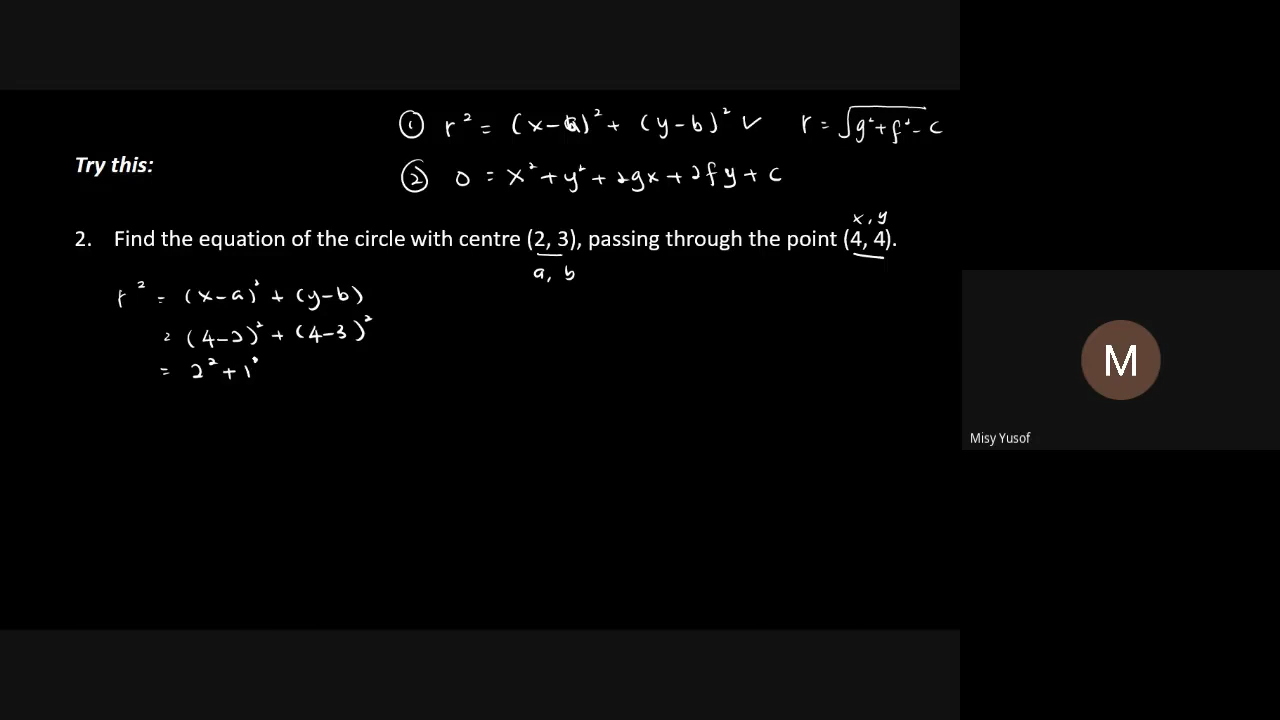 ① r² = (x-a)² + (y-b)² ✓ r = √g²+f²-c
Try this:
② 0 = x² + y² + 2gx + 2fy + c
x, y
2. Find the equation of the circle with centre (2, 3), passing through the point (4, 4).
a, b
r² = (x-a)² + (y-b)
= (4-2)² + (4-3)²
= 2² + 1²
M
Misy Yusof